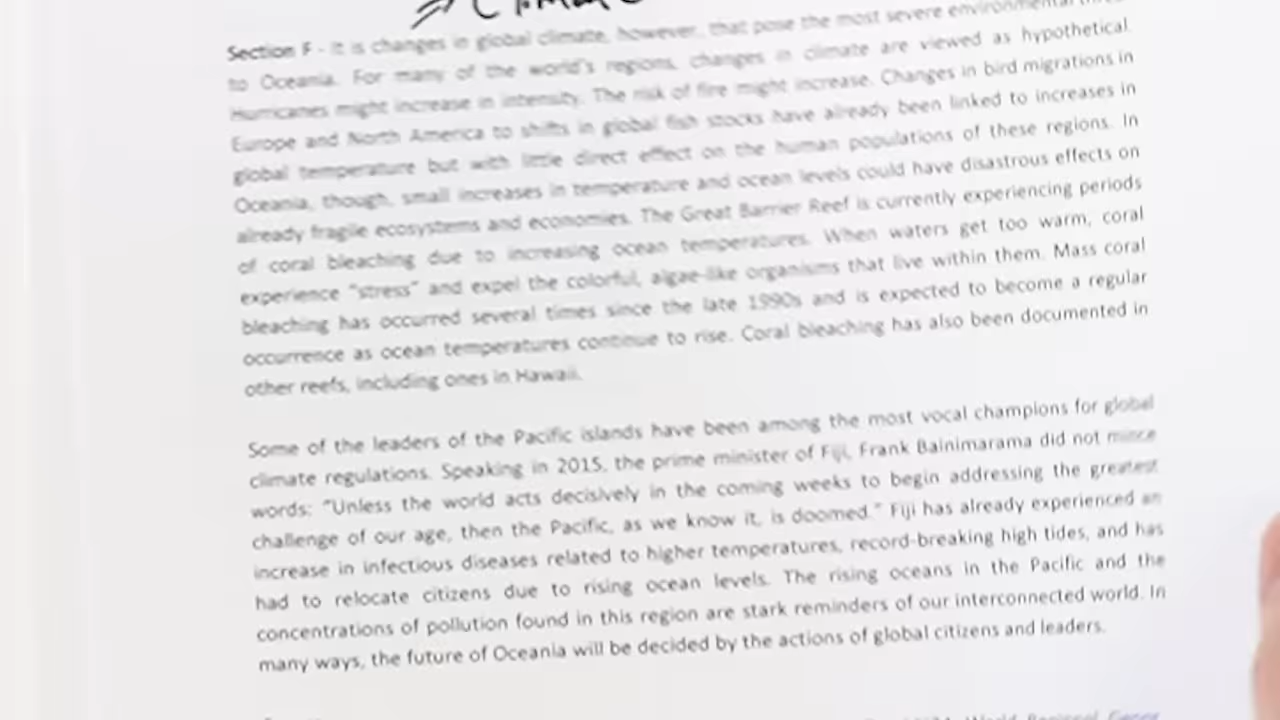 Section F - It is changes in global climate, however, that pose the most severe environmental
to Oceania. For many of the world's regions, changes in climate are viewed as hypothetical.
Hurricanes might increase in intensity. The risk of fire might increase. Changes in bird migrations in
Europe and North America to shifts in global fish stocks have already been linked to increases in
global temperature but with little direct effect on the human populations of these regions. In
Oceania, though, small increases in temperature and ocean levels could have disastrous effects on
already fragile ecosystems and economies. The Great Barrier Reef is currently experiencing periods
of coral bleaching due to increasing ocean temperatures. When waters get too warm, coral
experience "stress" and expel the colorful, algae-like organisms that live within them. Mass coral
bleaching has occurred several times since the late 1990s and is expected to become a regular
occurrence as ocean temperatures continue to rise. Coral bleaching has also been documented in
other reefs, including ones in Hawaii.
Some of the leaders of the Pacific islands have been among the most vocal champions for global
climate regulations. Speaking in 2015, the prime minister of Fiji, Frank Bainimarama did not mince
words: "Unless the world acts decisively in the coming weeks to begin addressing the greatest
challenge of our age, then the Pacific, as we know it, is doomed." Fiji has already experienced an
increase in infectious diseases related to higher temperatures, record-breaking high tides, and has
had to relocate citizens due to rising ocean levels. The rising oceans in the Pacific and the
concentrations of pollution found in this region are stark reminders of our interconnected world. In
many ways, the future of Oceania will be decided by the actions of global citizens and leaders.
World Regional